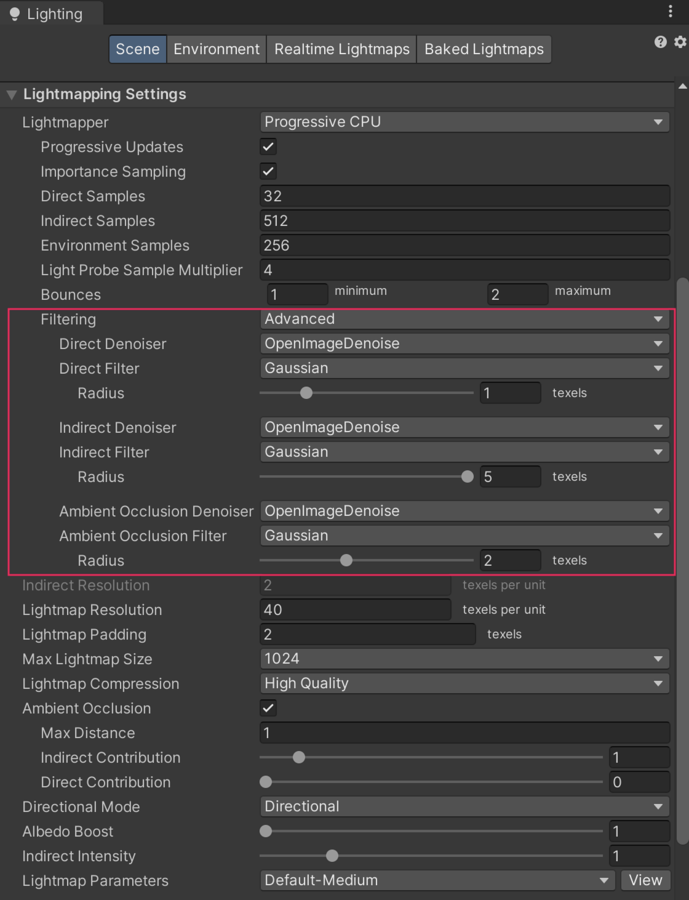 Lighting
Scene Environment Realtime Lightmaps Baked Lightmaps
Lightmapping Settings
Lightmapper Progressive CPU
Progressive Updates
Importance Sampling
Direct Samples 32
Indirect Samples 512
Environment Samples 256
Light Probe Sample Multiplier 4
Bounces 1 minimum 2 maximum
Filtering Advanced
Direct Denoiser OpenImageDenoise
Direct Filter Gaussian
Radius 1 texels
Indirect Denoiser OpenImageDenoise
Indirect Filter Gaussian
Radius 5 texels
Ambient Occlusion Denoiser OpenImageDenoise
Ambient Occlusion Filter Gaussian
Radius 2 texels
Indirect Resolution 2 texels per unit
Lightmap Resolution 40 texels per unit
Lightmap Padding 2 texels
Max Lightmap Size 1024
Lightmap Compression High Quality
Ambient Occlusion
Max Distance 1
Indirect Contribution 1
Direct Contribution 0
Directional Mode Directional
Albedo Boost 1
Indirect Intensity 1
Lightmap Parameters Default-Medium View